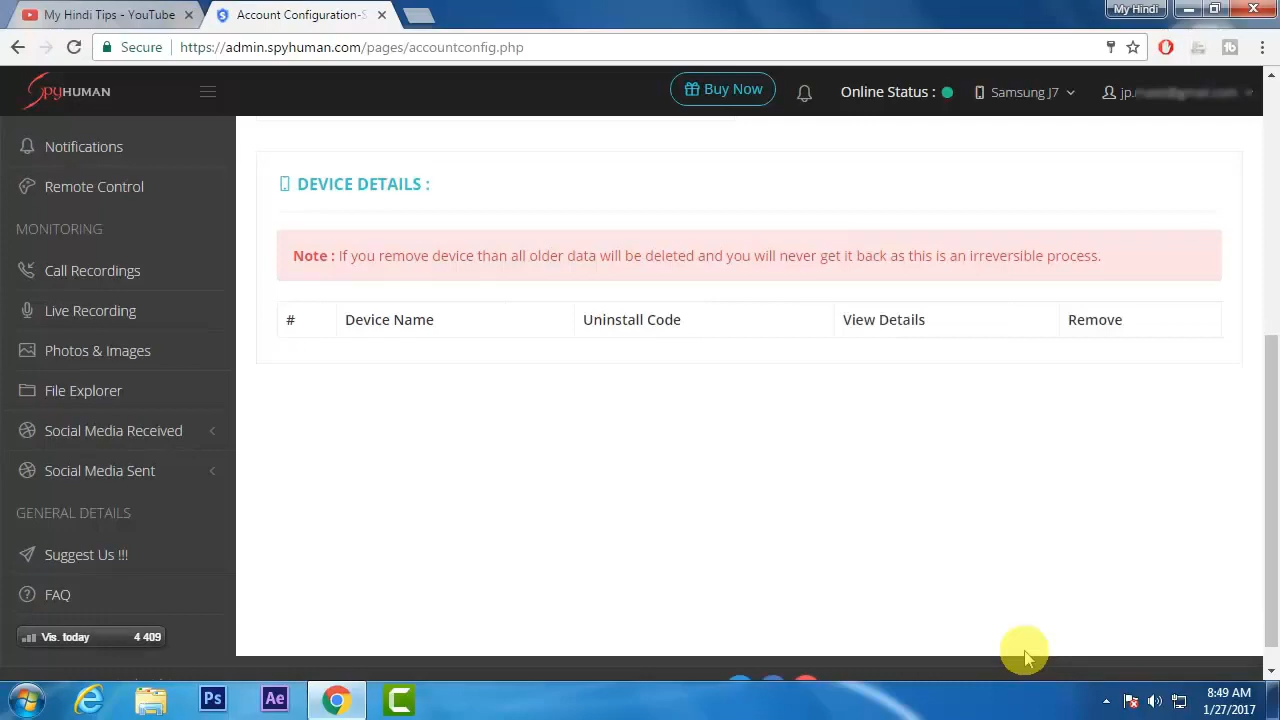 My Hindi Tips - YouTube
Account Configuration-S
My Hindi
Secure
https://admin.spyhuman.com/pages/accountconfig.php
SPYHUMAN
Buy Now
Online Status :
Samsung J7
jp.
Notifications
Remote Control
MONITORING
Call Recordings
Live Recording
Photos & Images
File Explorer
Social Media Received
Social Media Sent
GENERAL DETAILS
Suggest Us !!!
FAQ
Vis. today 4 409
DEVICE DETAILS :
Note : If you remove device than all older data will be deleted and you will never get it back as this is an irreversible process.
# Device Name Uninstall Code View Details Remove
Ps
Ae
8:49 AM
1/27/2017